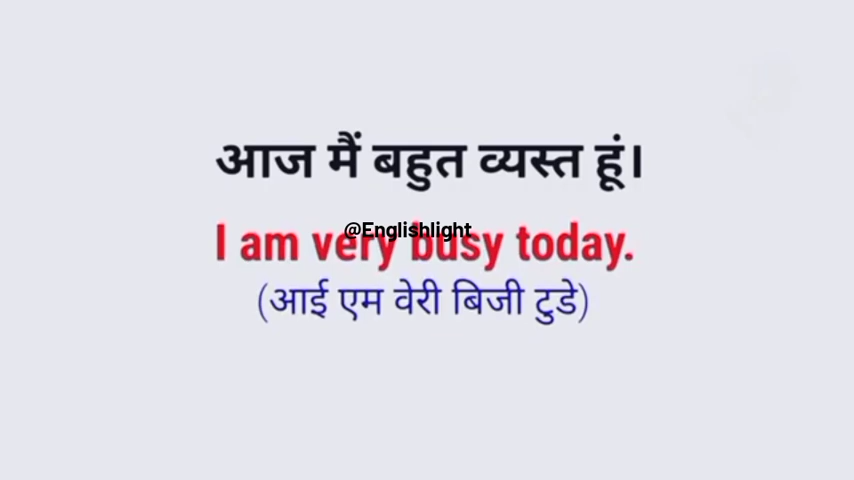 आज मैं बहुत व्यस्त हूं।
@Englishlight
I am very busy today.
(आई एम वेरी बिजी टुडे)